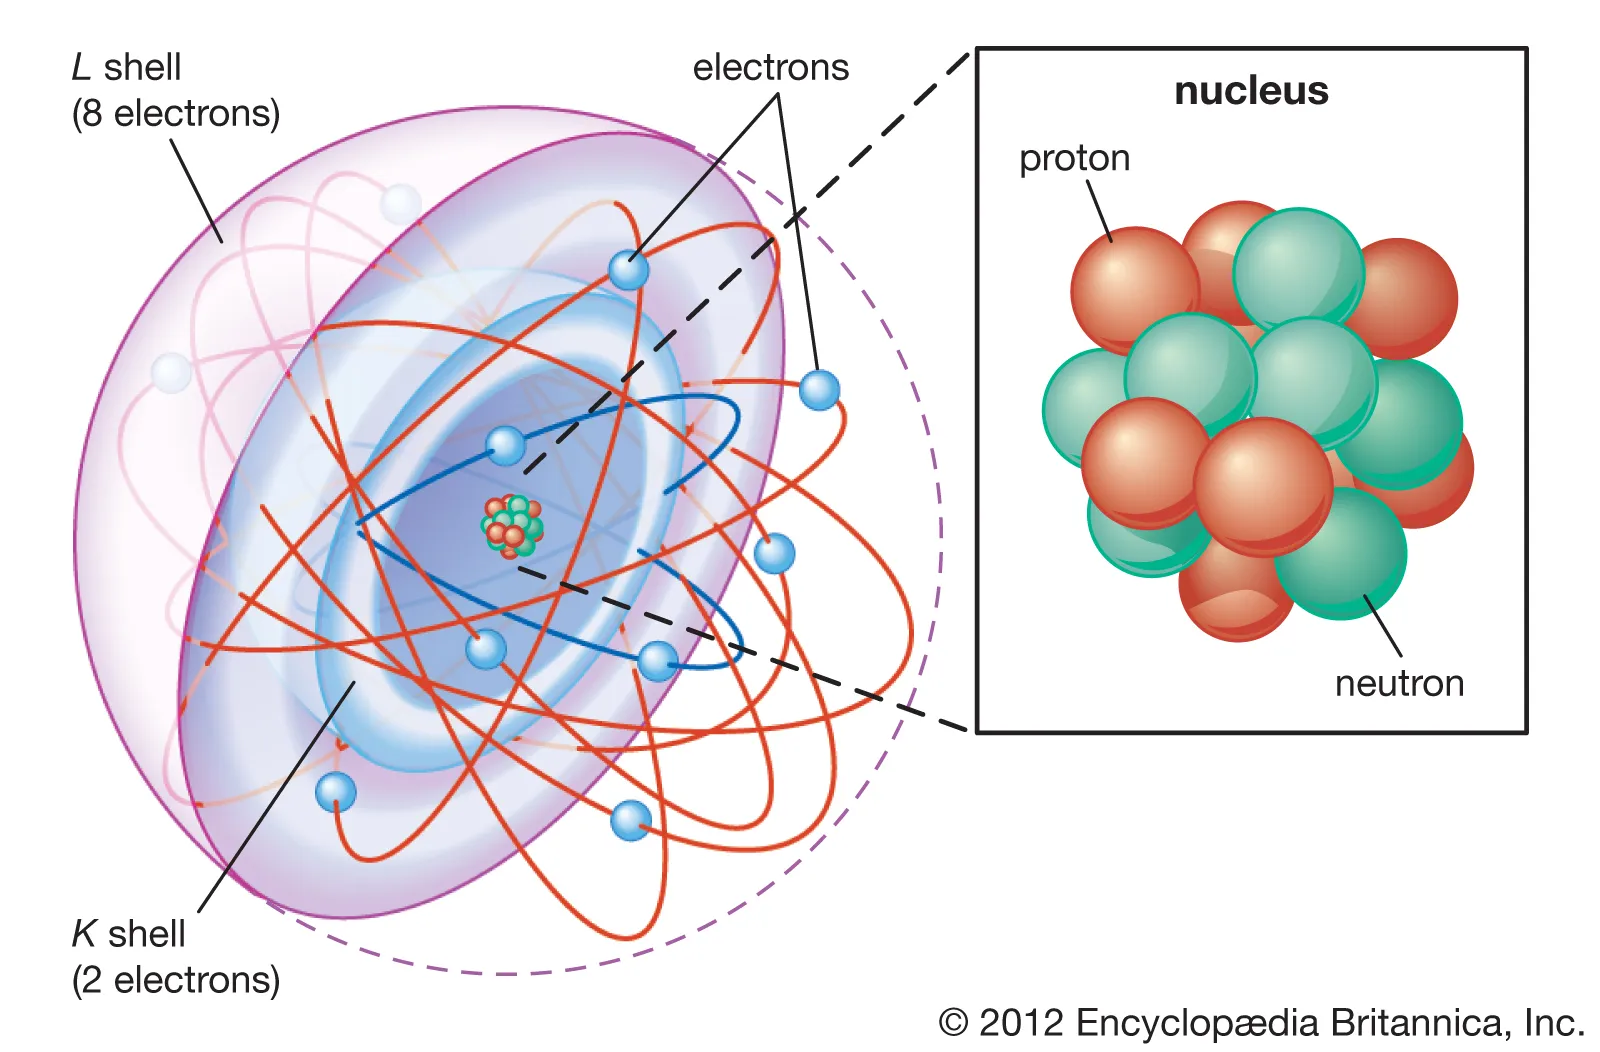 L shell
(8 electrons)
electrons
nucleus
proton
neutron
K shell
(2 electrons)
© 2012 Encyclopædia Britannica, Inc.